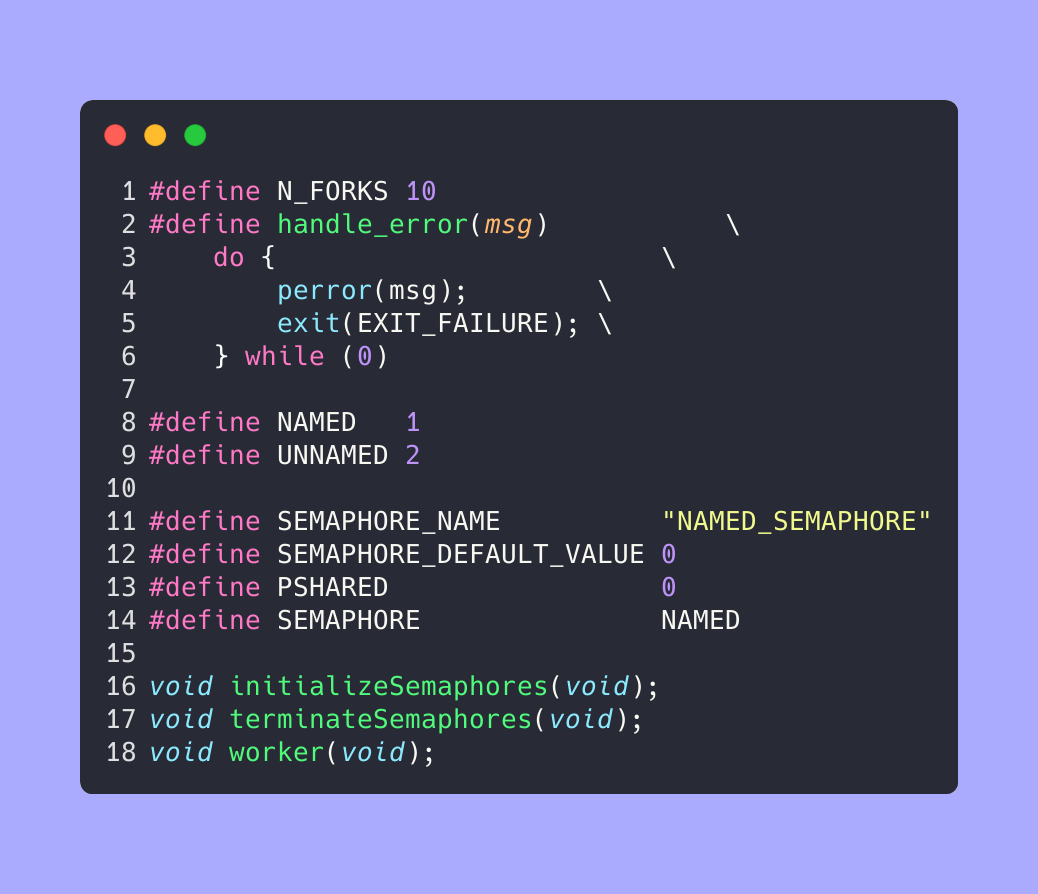 1 #define N_FORKS 10
2 #define handle_error(msg)           \
3     do {                        \
4         perror(msg);        \
5         exit(EXIT_FAILURE); \
6     } while (0)
7
8 #define NAMED   1
9 #define UNNAMED 2
10
11 #define SEMAPHORE_NAME          "NAMED_SEMAPHORE"
12 #define SEMAPHORE_DEFAULT_VALUE 0
13 #define PSHARED                 0
14 #define SEMAPHORE               NAMED
15
16 void initializeSemaphores(void);
17 void terminateSemaphores(void);
18 void worker(void);